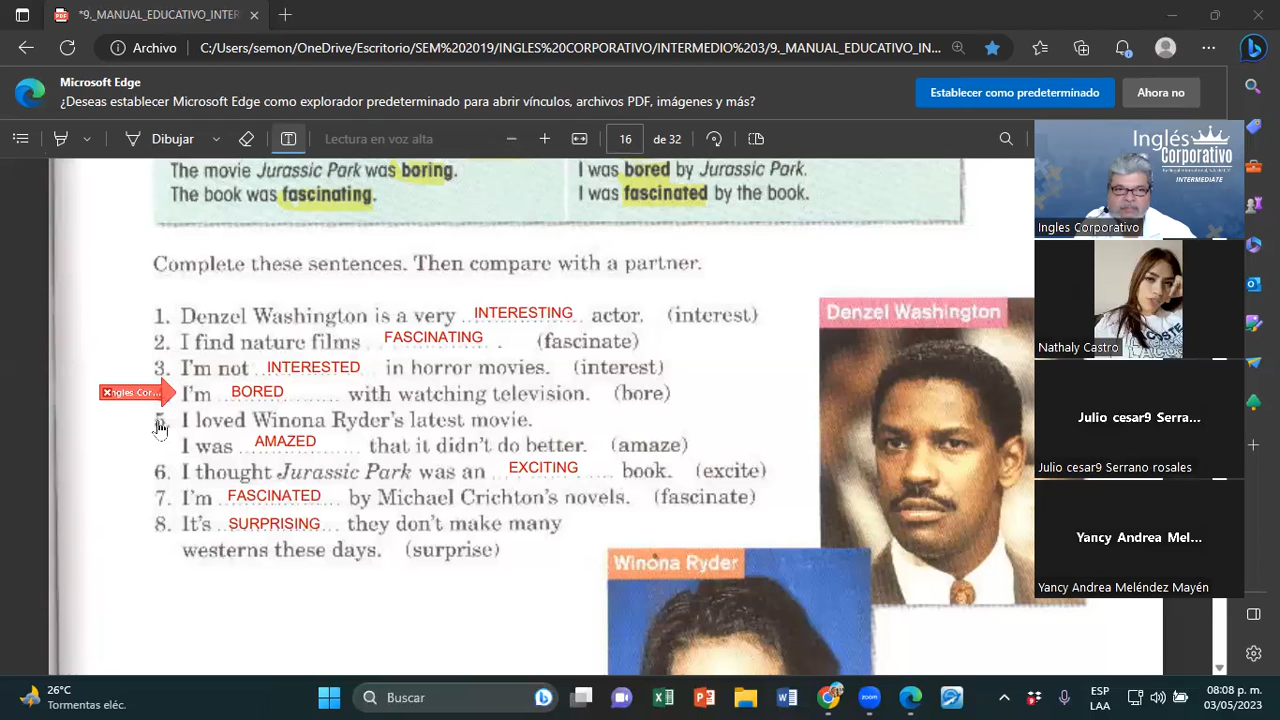 *9._MANUAL_EDUCATIVO_INTER
Archivo
C:/Users/semon/OneDrive/Escritorio/SEM%202019/INGLES%20CORPORATIVO/INTERMEDIO%203/9._MANUAL_EDUCATIVO_IN...
Microsoft Edge
¿Deseas establecer Microsoft Edge como explorador predeterminado para abrir vínculos, archivos PDF, imágenes y más?
Establecer como predeterminado
Ahora no
Dibujar
Lectura en voz alta
16 de 32
The movie Jurassic Park was boring.
I was bored by Jurassic Park.
The book was fascinating.
I was fascinated by the book.
Complete these sentences. Then compare with a partner.
1. Denzel Washington is a very INTERESTING actor. (interest)
2. I find nature films FASCINATING. (fascinate)
3. I'm not INTERESTED in horror movies. (interest)
ngles Cor... I'm BORED with watching television. (bore)
5. I loved Winona Ryder's latest movie.
I was AMAZED that it didn't do better. (amaze)
6. I thought Jurassic Park was an EXCITING book. (excite)
7. I'm FASCINATED by Michael Crichton's novels. (fascinate)
8. It's SURPRISING they don't make many
westerns these days. (surprise)
Denzel Washington
Winona Ryder
Inglés
Corporativo
INTERMEDIATE
Ingles Corporativo
Nathaly Castro
Julio cesar9 Serra...
Julio cesar9 Serrano rosales
Yancy Andrea Mel...
Yancy Andrea Meléndez Mayén
26°C
Tormentas eléc.
Buscar
zoom
ESP
LAA
08:08 p. m.
03/05/2023